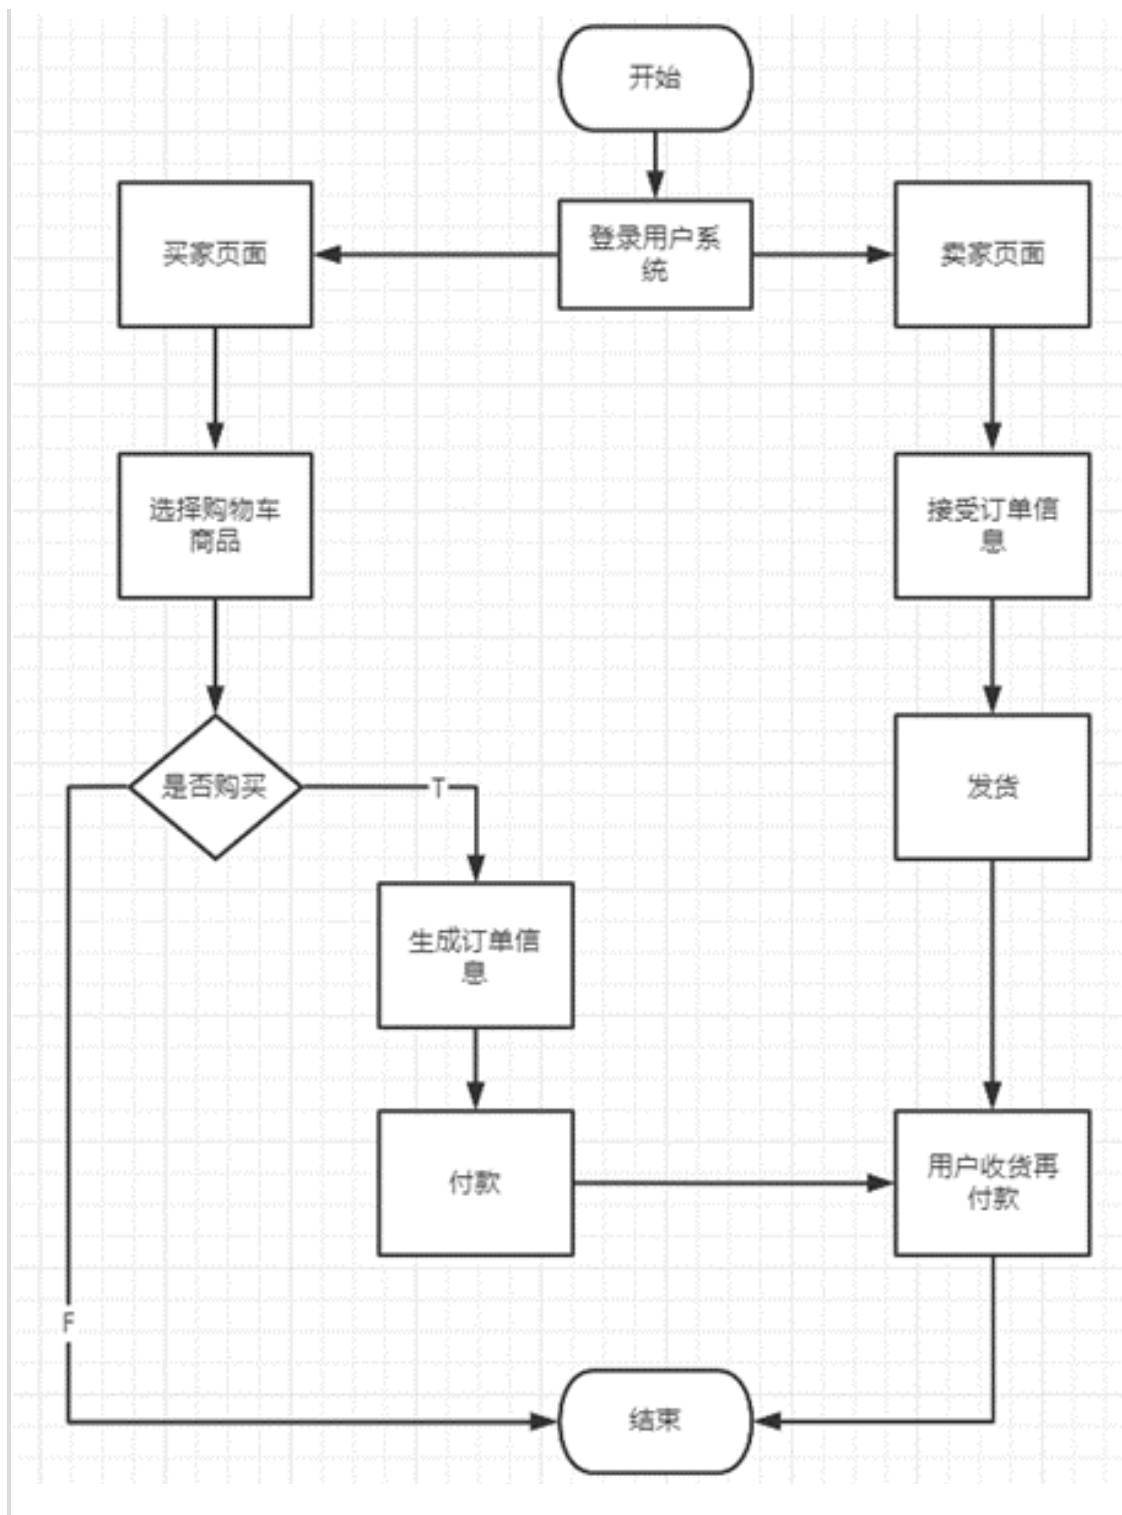 开始
买家页面
登录用户系
统
卖家页面
选择购物车
商品
接受订单信
息
是否购买
T
发货
生成订单信
息
付款
用户收货再
付款
F
结束